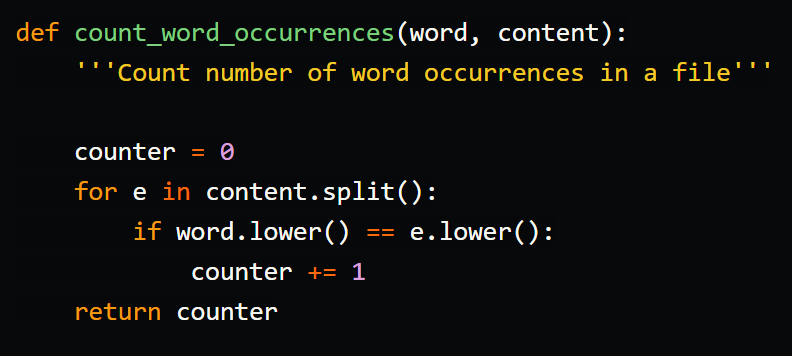 def count_word_occurrences(word, content):
    '''Count number of word occurrences in a file'''

    counter = 0
    for e in content.split():
        if word.lower() == e.lower():
            counter += 1
    return counter